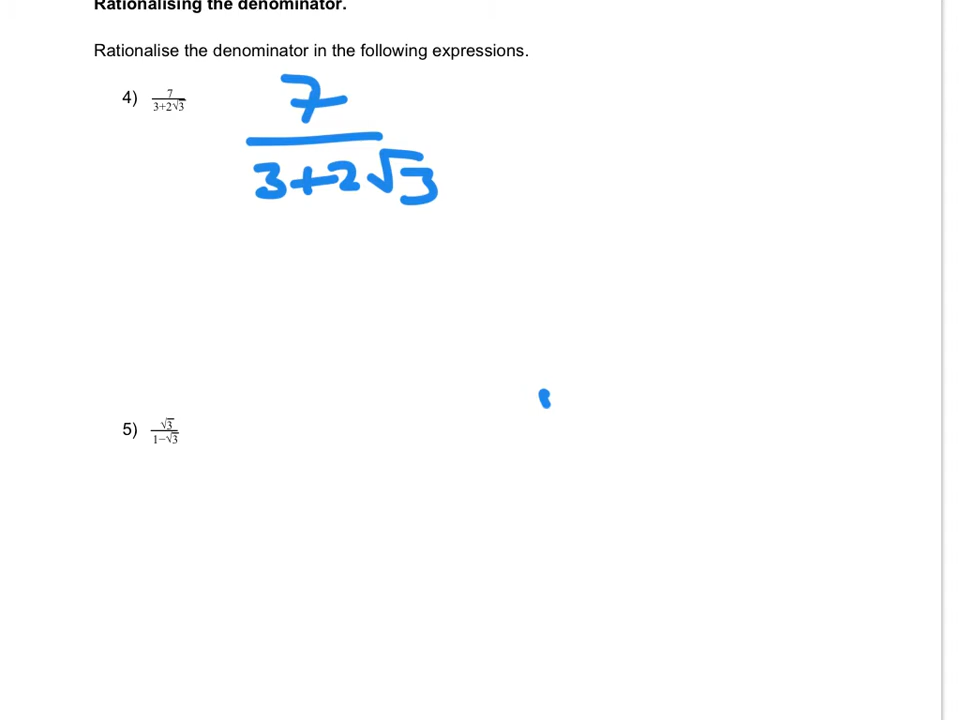 Rationalising the denominator.
Rationalise the denominator in the following expressions.
4) 7/(3+2√3)
7/(3+2√3)
5) √3/(1−√3)